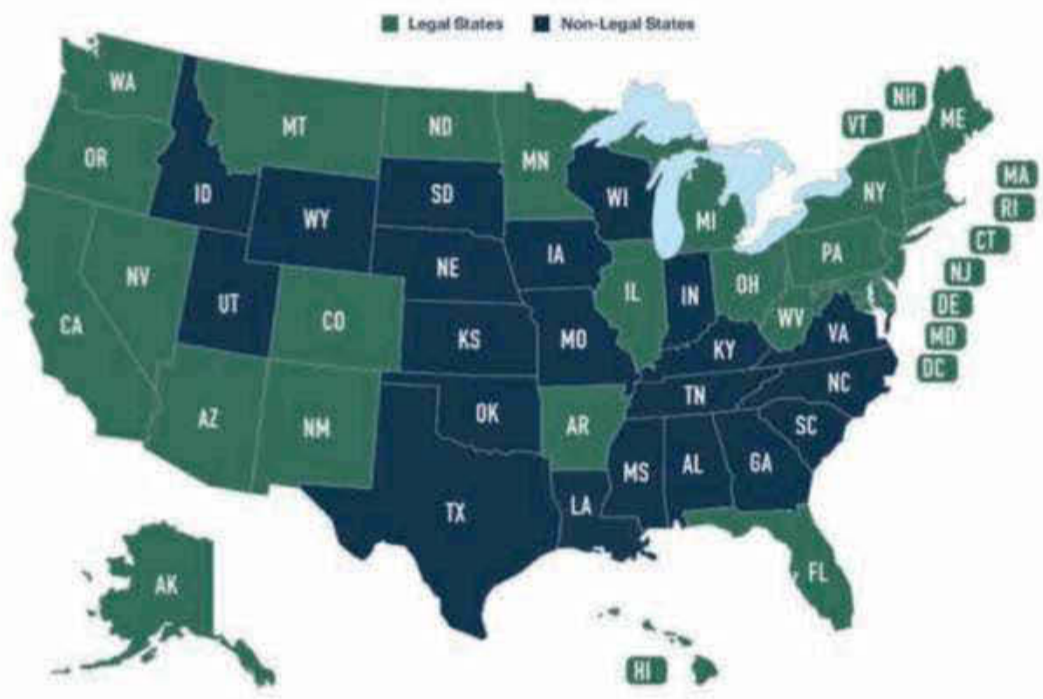 Legal States Non-Legal States
WA
MT
ND
MN
OR
ID
WY
SD
WI
MI
NY
ME
NH
VT
MA
RI
CT
NJ
DE
MD
DC
NV
UT
CO
NE
IA
IL
IN
OH
PA
WV
VA
CA
KS
MO
KY
AZ
NM
OK
AR
TN
NC
SC
TX
LA
MS
AL
GA
FL
AK
HI